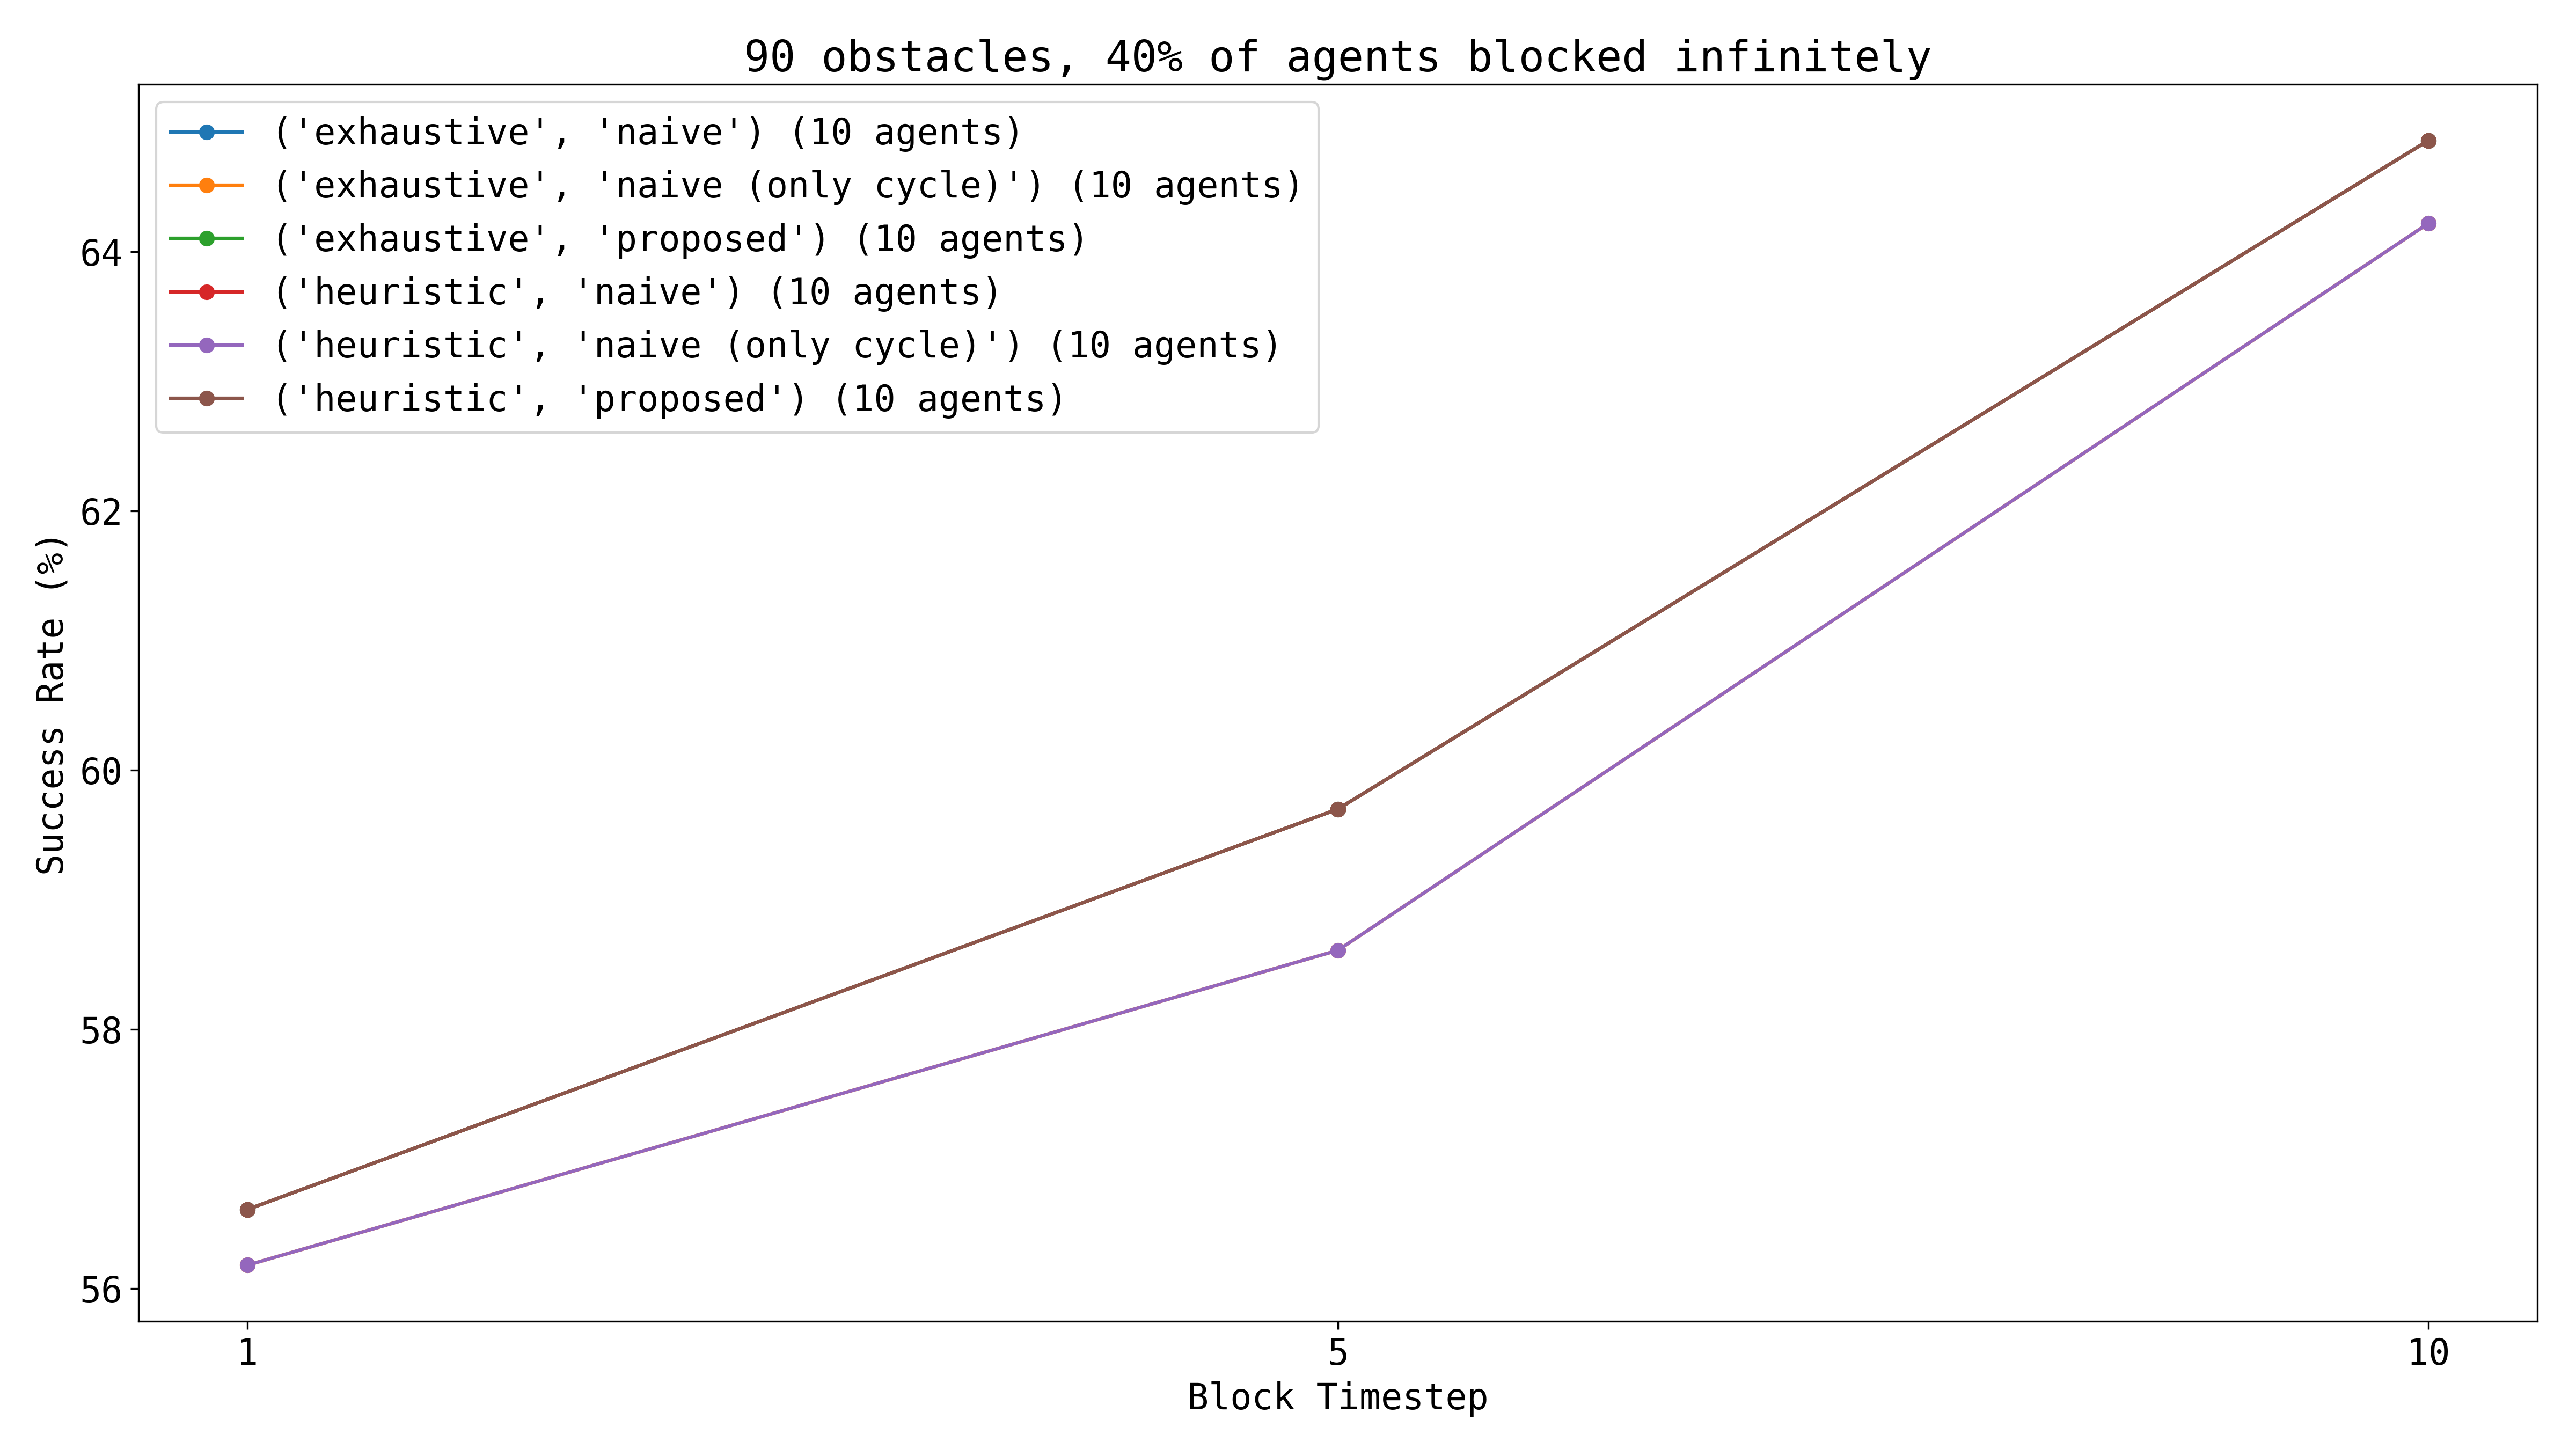 90 obstacles, 40% of agents blocked infinitely
('exhaustive', 'naive') (10 agents)
('exhaustive', 'naive (only cycle)') (10 agents)
('exhaustive', 'proposed') (10 agents)
('heuristic', 'naive') (10 agents)
('heuristic', 'naive (only cycle)') (10 agents)
('heuristic', 'proposed') (10 agents)
64
62
60
58
56
Success Rate (%)
1
5
10
Block Timestep